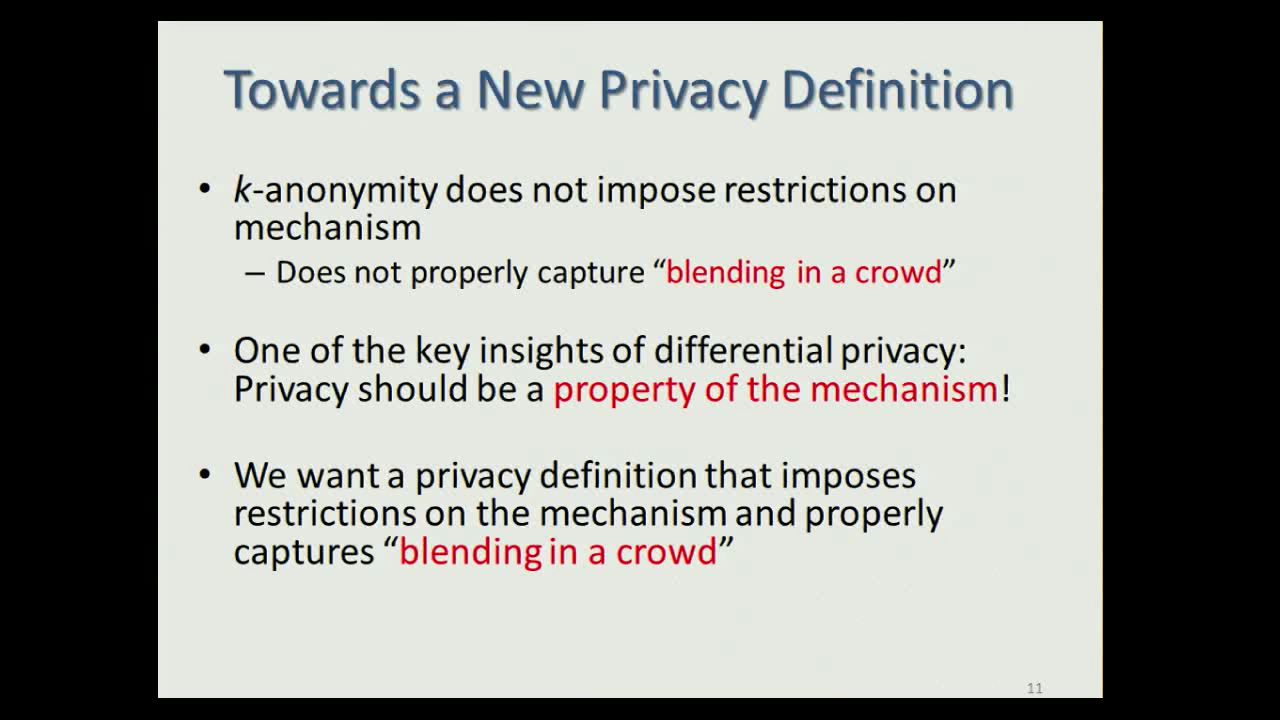 Towards a New Privacy Definition
• k-anonymity does not impose restrictions on
mechanism
– Does not properly capture “blending in a crowd”
• One of the key insights of differential privacy:
Privacy should be a property of the mechanism!
• We want a privacy definition that imposes
restrictions on the mechanism and properly
captures “blending in a crowd”
11